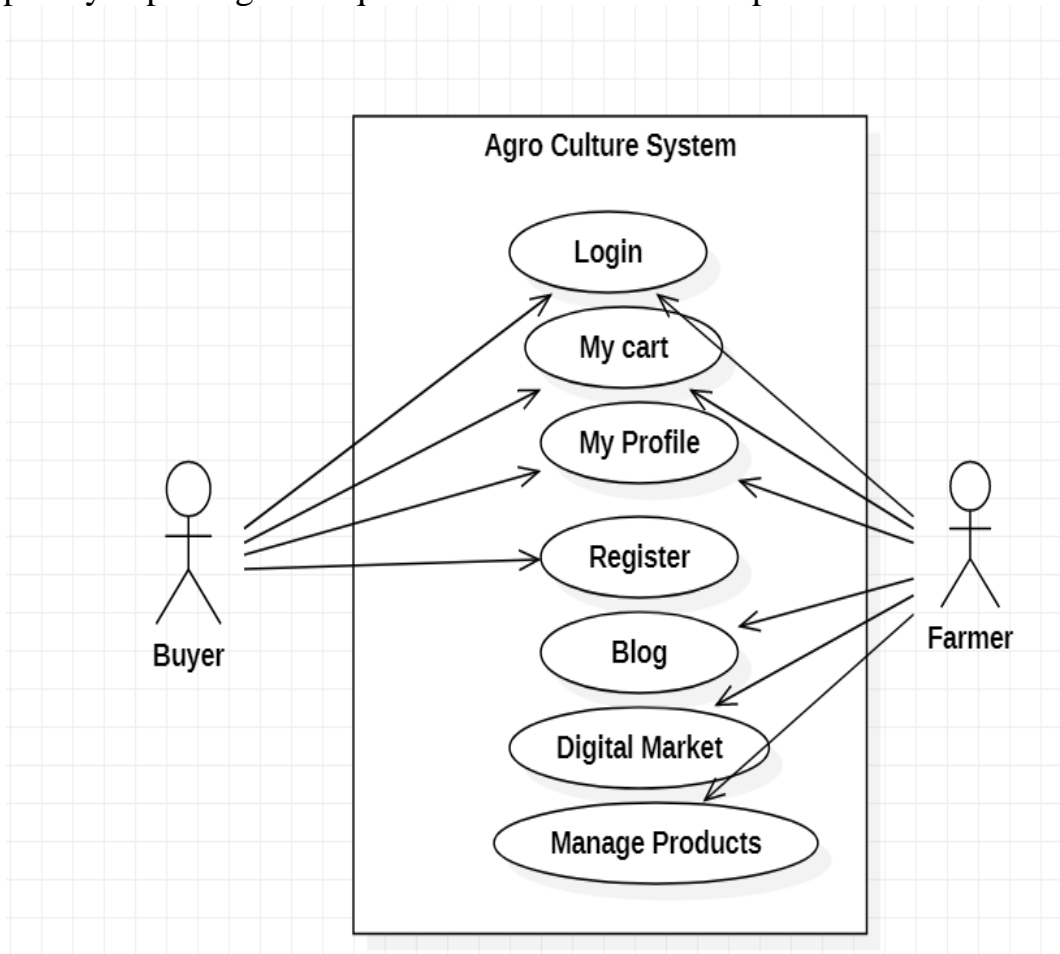 Agro Culture System
Login
My cart
My Profile
Register
Blog
Digital Market
Manage Products
Buyer
Farmer